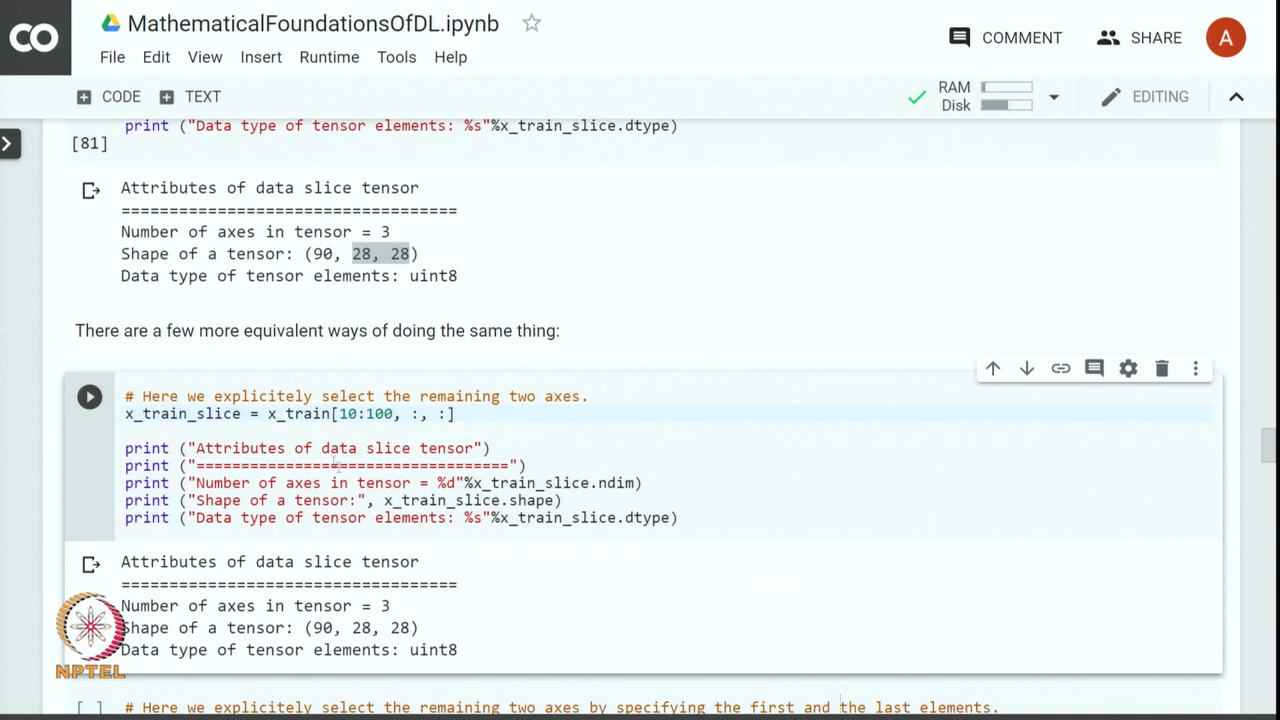 CO
MathematicalFoundationsOfDL.ipynb
COMMENT
SHARE
A
File Edit View Insert Runtime Tools Help
CODE TEXT
RAM
Disk
EDITING
print ("Data type of tensor elements: %s"%x_train_slice.dtype)
[81]
Attributes of data slice tensor
===================================
Number of axes in tensor = 3
Shape of a tensor: (90, 28, 28)
Data type of tensor elements: uint8
There are a few more equivalent ways of doing the same thing:
# Here we explicitely select the remaining two axes.
x_train_slice = x_train[10:100, :, :]
print ("Attributes of data slice tensor")
print ("=================================")
print ("Number of axes in tensor = %d"%x_train_slice.ndim)
print ("Shape of a tensor:", x_train_slice.shape)
print ("Data type of tensor elements: %s"%x_train_slice.dtype)
Attributes of data slice tensor
===================================
Number of axes in tensor = 3
Shape of a tensor: (90, 28, 28)
Data type of tensor elements: uint8
NPTEL
[ ] # Here we explicitely select the remaining two axes by specifying the first and the last elements.